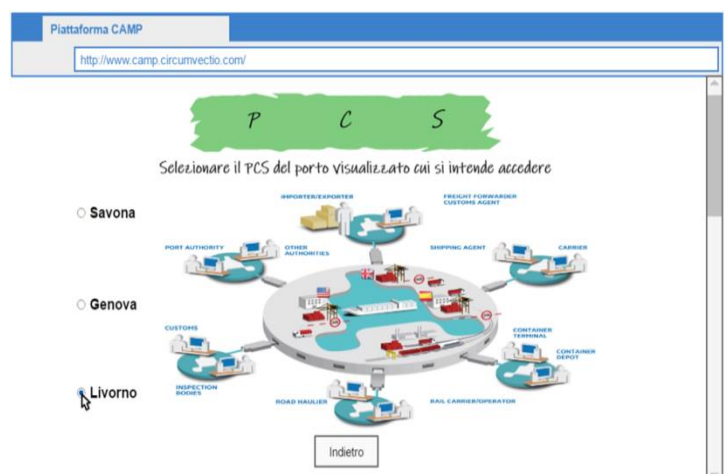 Piattaforma CAMP
http://www.camp.circumvectio.com/
P C S
Selezionare il PCS del porto visualizzato cui si intende accedere
Savona
Genova
Livorno
IMPORTER/EXPORTER
FREIGHT FORWARDER
CUSTOMS AGENT
PORT AUTHORITY
OTHER
AUTHORITIES
SHIPPING AGENT
CARRIER
CUSTOMS
CONTAINER
TERMINAL
CONTAINER
DEPOT
INSPECTION
BODIES
ROAD HAULIER
RAIL CARRIER/OPERATOR
Indietro